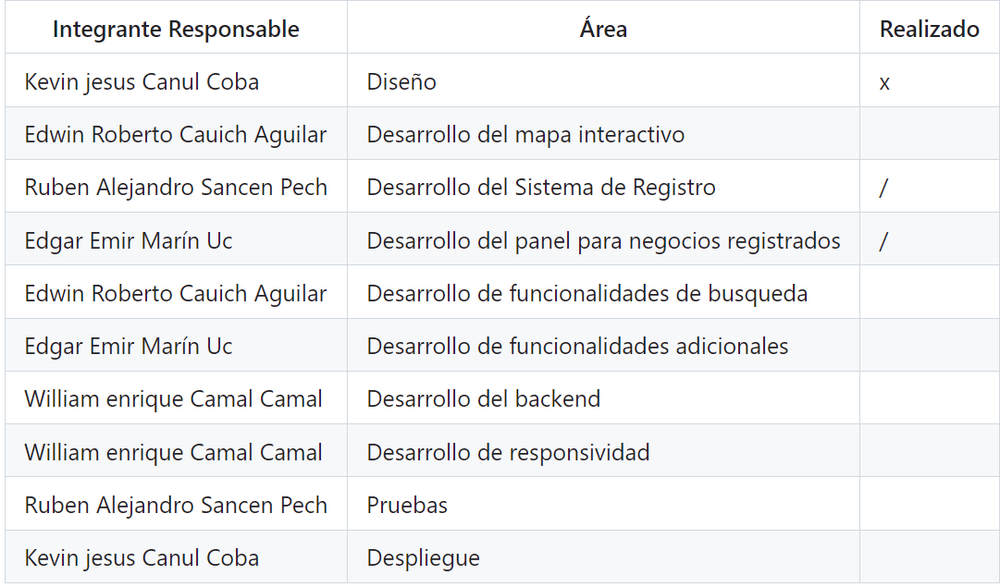 Integrante Responsable Área Realizado
Kevin jesus Canul Coba Diseño x
Edwin Roberto Cauich Aguilar Desarrollo del mapa interactivo
Ruben Alejandro Sancen Pech Desarrollo del Sistema de Registro /
Edgar Emir Marín Uc Desarrollo del panel para negocios registrados /
Edwin Roberto Cauich Aguilar Desarrollo de funcionalidades de busqueda
Edgar Emir Marín Uc Desarrollo de funcionalidades adicionales
William enrique Camal Camal Desarrollo del backend
William enrique Camal Camal Desarrollo de responsividad
Ruben Alejandro Sancen Pech Pruebas
Kevin jesus Canul Coba Despliegue